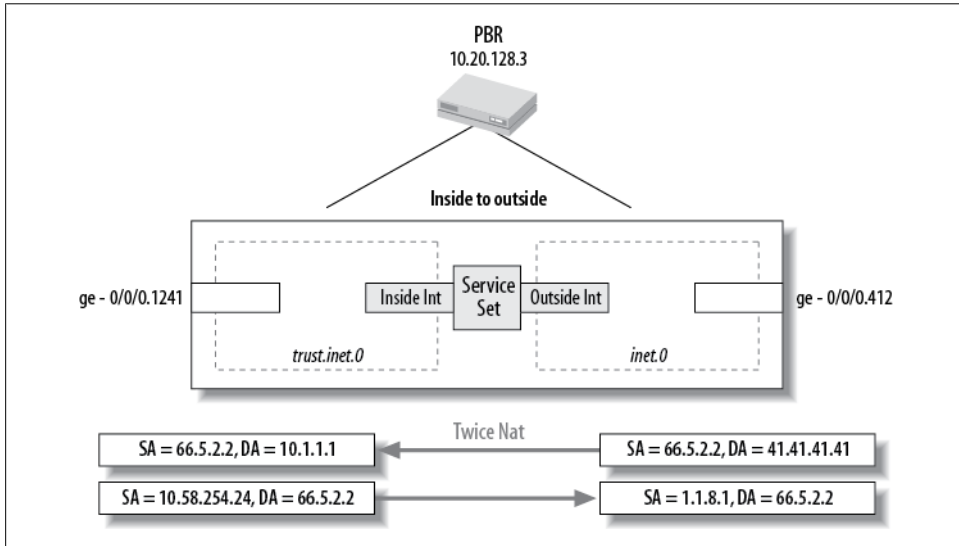 PBR
10.20.128.3
Inside to outside
ge - 0/0/0.1241
Inside Int
Service
Set
Outside Int
ge - 0/0/0.412
trust.inet.0
inet.0
Twice Nat
SA = 66.5.2.2, DA = 10.1.1.1
SA = 66.5.2.2, DA = 41.41.41.41
SA = 10.58.254.24, DA = 66.5.2.2
SA = 1.1.8.1, DA = 66.5.2.2